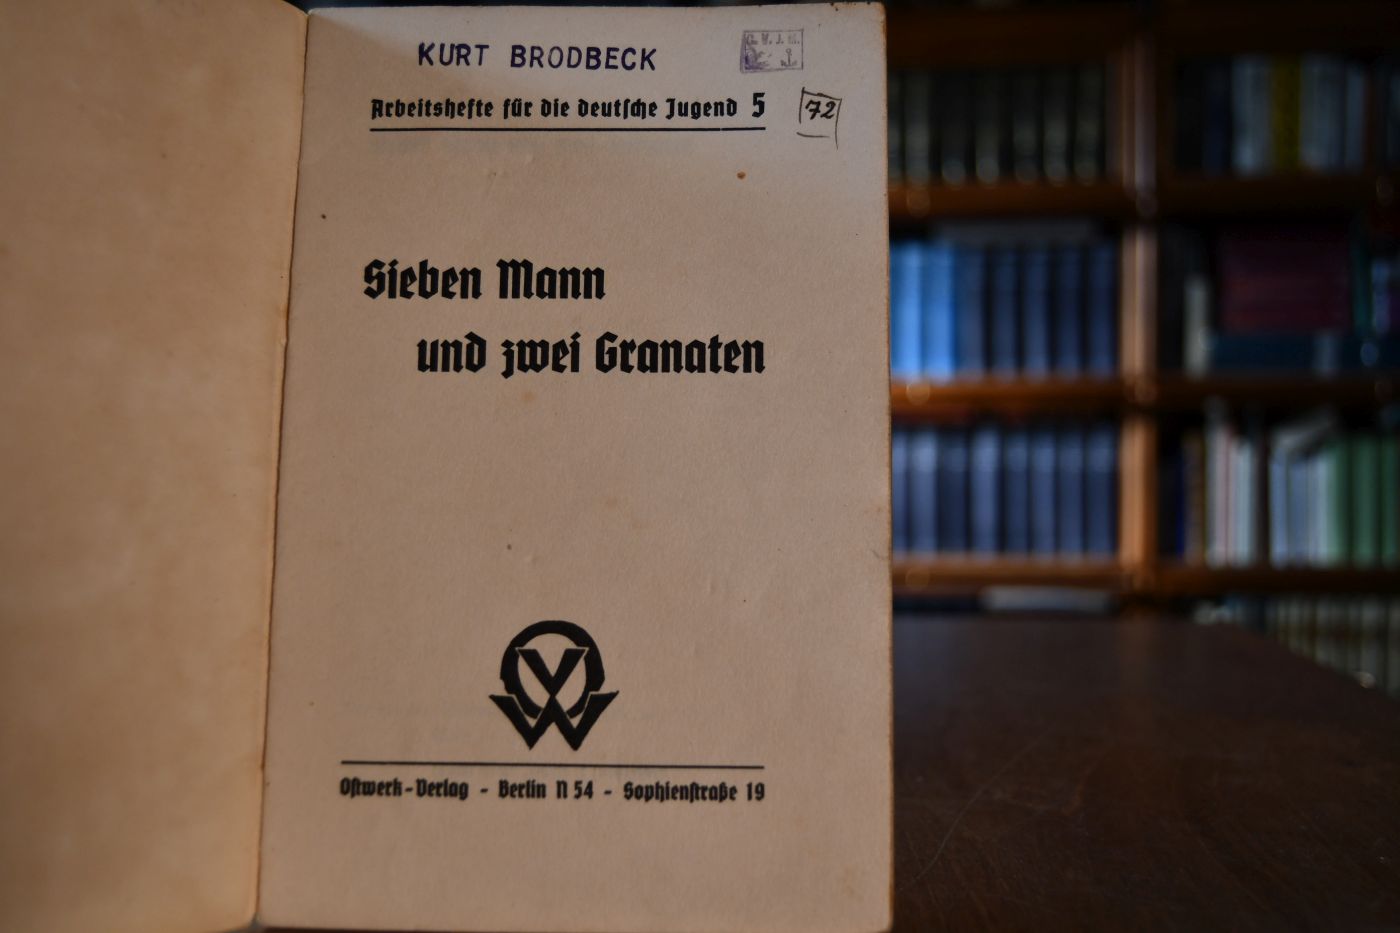 KURT BRODBECK
C. V. J. M.
Arbeitshefte für die deutsche Jugend 5
72
Sieben Mann
und zwei Granaten
Ostwerk-Verlag - Berlin N 54 - Sophienstraße 19